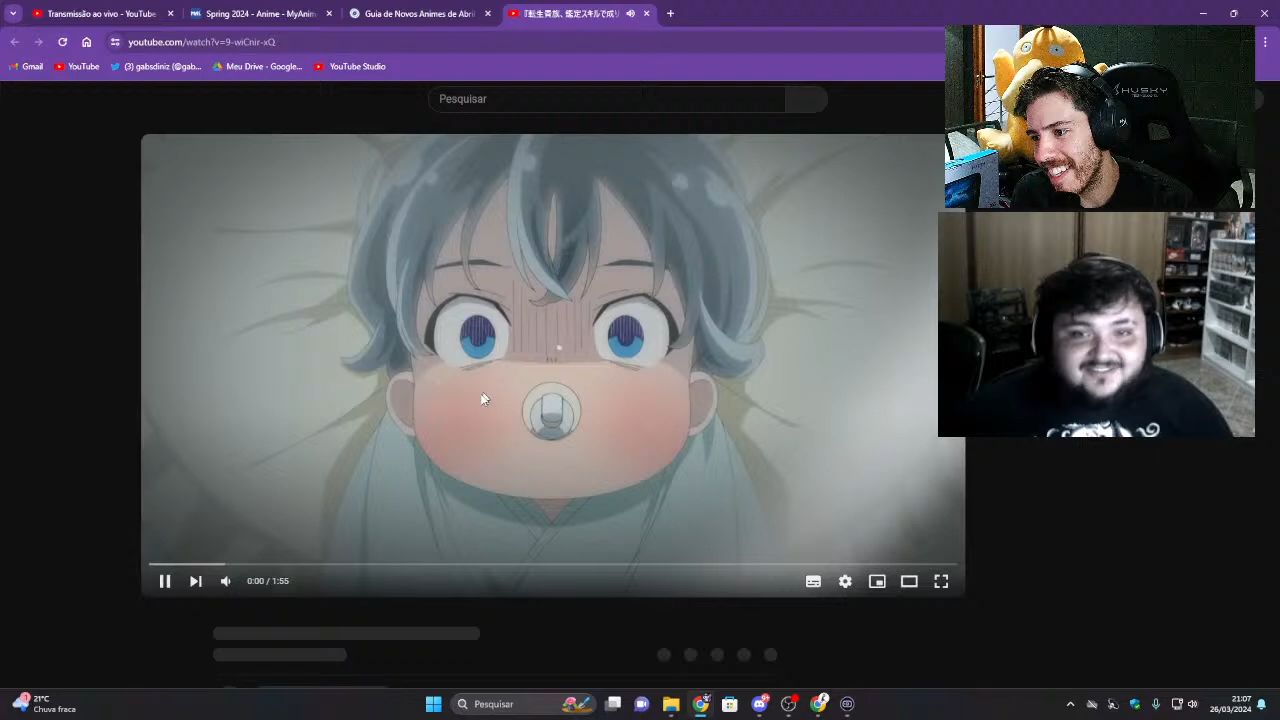 Transmissão ao vivo - YouTube
Spring 2024 - Anime - MyAnim
Guia de Novos Animes de Abril
『転生貴族、鑑定スキルで成り
youtube.com/watch?v=9-wiCnir-xQ
Gmail
YouTube
(3) gabsdiniz (@gab...
Meu Drive - Google...
YouTube Studio
Pesquisar
HUSKY
0:00 / 1:55
21°C
Chuva fraca
Pesquisar
21:07
26/03/2024